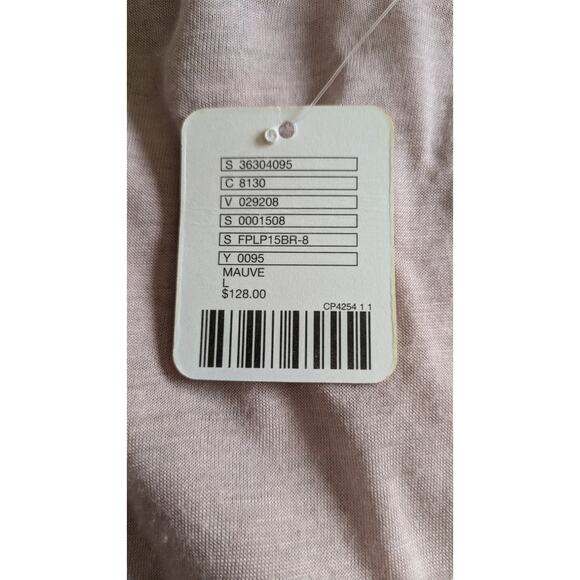 S 36304095
C 8130
V 029208
S 0001508
S FPLP15BR-8
Y 0095
MAUVE
L
$128.00
CP4254 1 1